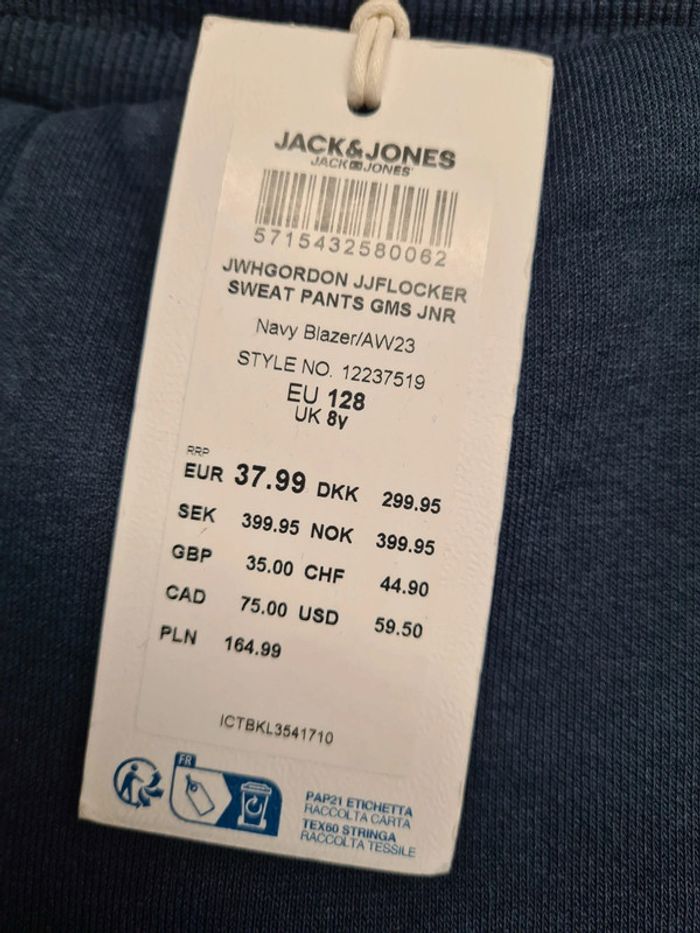 JACK&JONES
JACK JONES
5715432580062
JWHGORDON JJFLOCKER
SWEAT PANTS GMS JNR
Navy Blazer/AW23
STYLE NO. 12237519
EU 128
UK 8y
RRP
EUR 37.99 DKK 299.95
SEK 399.95 NOK 399.95
GBP 35.00 CHF 44.90
CAD 75.00 USD 59.50
PLN 164.99
ICTBKL3541710
FR
PAP21 ETICHETTA
RACCOLTA CARTA
TEX60 STRINGA
RACCOLTA TESSILE